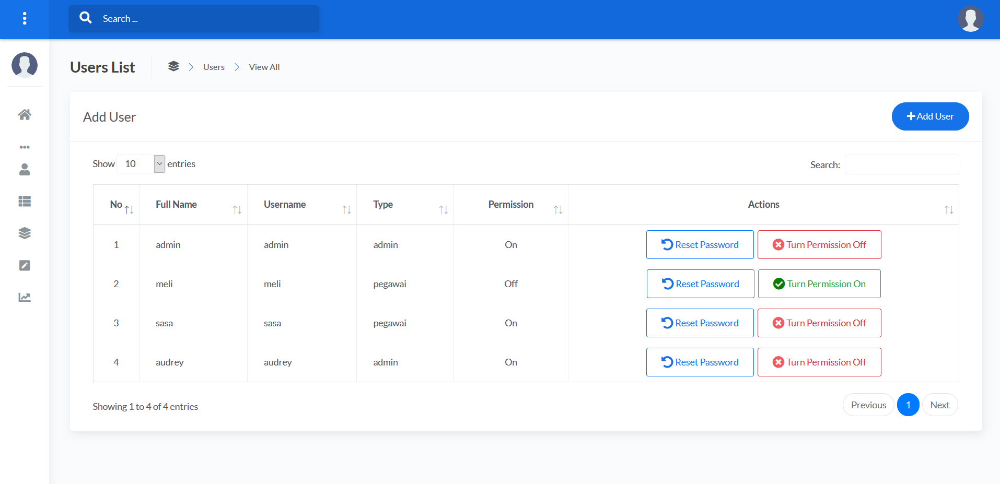 Search ...
Users List
Users
View All
Add User
Add User
Show 10 entries
Search:
No Full Name Username Type Permission Actions
1 admin admin admin On Reset Password Turn Permission Off
2 meli meli pegawai Off Reset Password Turn Permission On
3 sasa sasa pegawai On Reset Password Turn Permission Off
4 audrey audrey admin On Reset Password Turn Permission Off
Showing 1 to 4 of 4 entries
Previous 1 Next